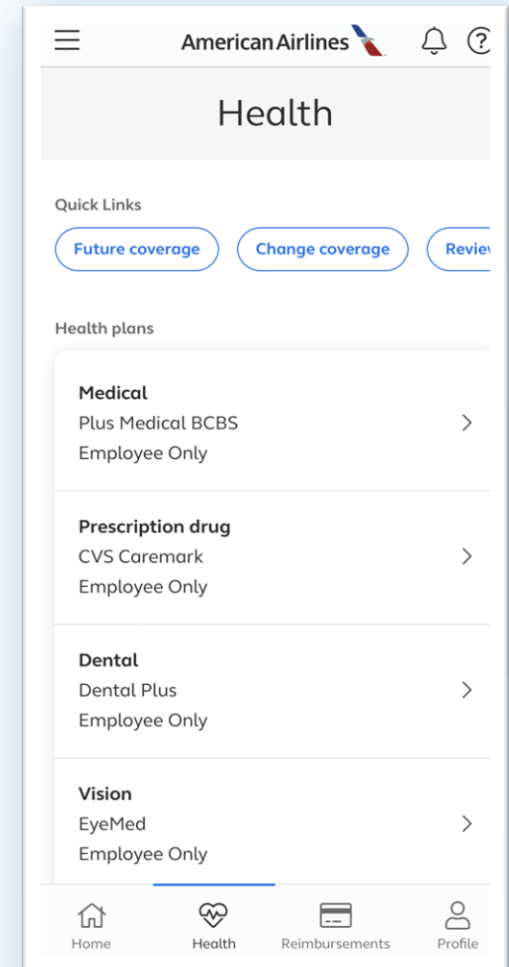 American Airlines
Health
Quick Links
Future coverage
Change coverage
Health plans
Medical
Plus Medical BCBS
Employee Only
Prescription drug
CVS Caremark
Employee Only
Dental
Dental Plus
Employee Only
Vision
EyeMed
Employee Only
Home
Health
Reimbursements
Profile